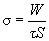 σ = W / τS